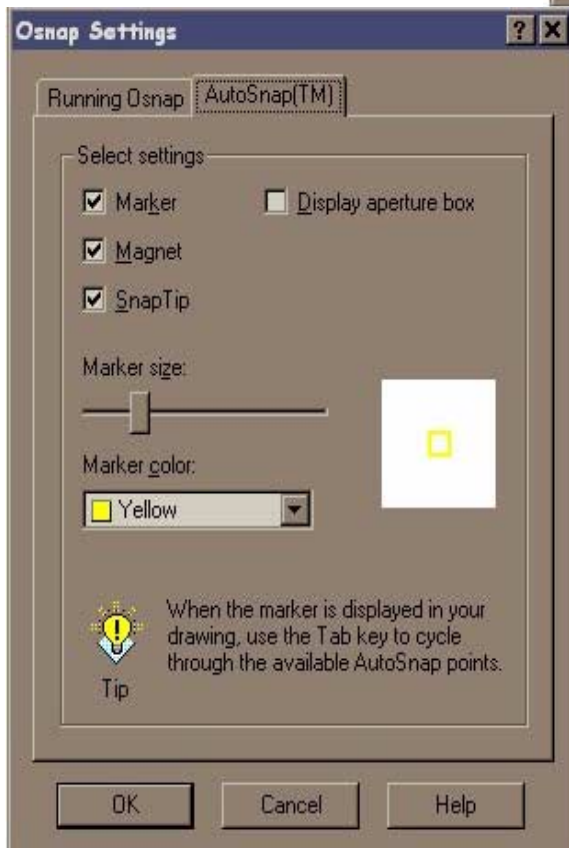 Osnap Settings
Running Osnap
AutoSnap(TM)
Select settings
Marker
Display aperture box
Magnet
SnapTip
Marker size:
Marker color:
Yellow
When the marker is displayed in your
drawing, use the Tab key to cycle
through the available AutoSnap points.
Tip
OK
Cancel
Help